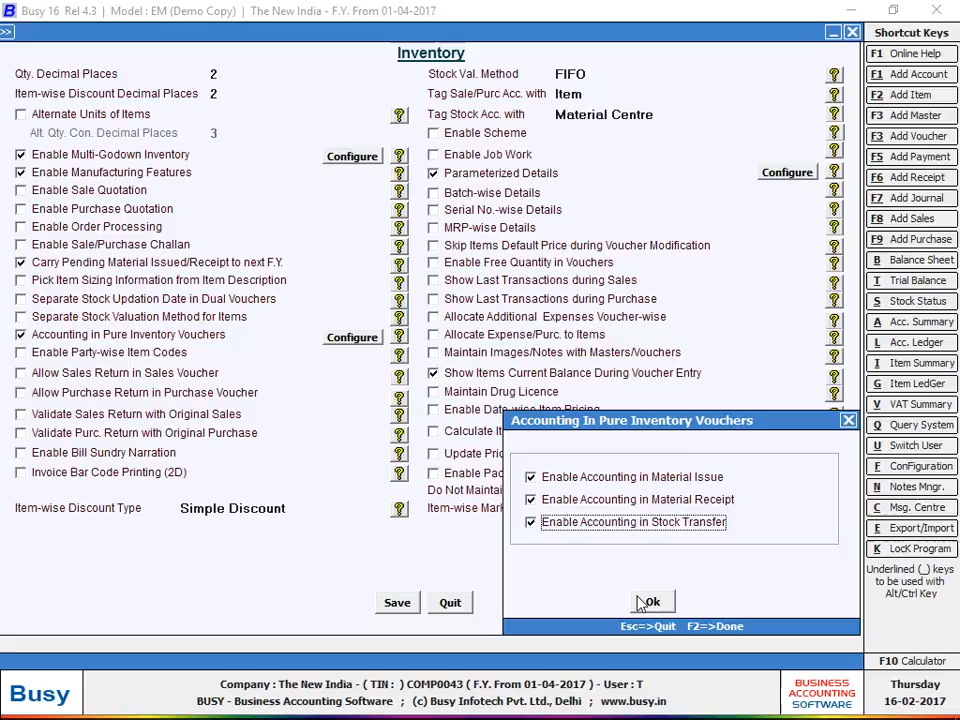 Busy 16 Rel 4.3 | Model : EM (Demo Copy) | The New India - F.Y. From 01-04-2017
>>
Inventory
Qty. Decimal Places 2
Item-wise Discount Decimal Places 2
Alternate Units of Items
Alt. Qty. Con. Decimal Places 3
Enable Multi-Godown Inventory Configure
Enable Manufacturing Features
Enable Sale Quotation
Enable Purchase Quotation
Enable Order Processing
Enable Sale/Purchase Challan
Carry Pending Material Issued/Receipt to next F.Y.
Pick Item Sizing Information from Item Description
Separate Stock Updation Date in Dual Vouchers
Separate Stock Valuation Method for Items
Accounting in Pure Inventory Vouchers Configure
Enable Party-wise Item Codes
Allow Sales Return in Sales Voucher
Allow Purchase Return in Purchase Voucher
Validate Sales Return with Original Sales
Validate Purc. Return with Original Purchase
Enable Bill Sundry Narration
Invoice Bar Code Printing (2D)
Item-wise Discount Type Simple Discount
Save Quit
Stock Val. Method FIFO
Tag Sale/Purc Acc. with Item
Tag Stock Acc. with Material Centre
Enable Scheme
Enable Job Work
Parameterized Details Configure
Batch-wise Details
Serial No.-wise Details
MRP-wise Details
Skip Items Default Price during Voucher Modification
Enable Free Quantity in Vouchers
Show Last Transactions during Sales
Show Last Transactions during Purchase
Allocate Additional Expenses Voucher-wise
Allocate Expense/Purc. to Items
Maintain Images/Notes with Masters/Vouchers
Show Items Current Balance During Voucher Entry
Maintain Drug Licence
Enable Date-wise Item Pricing
Calculate It
Update Pric
Enable Pac
Do Not Maintai
Item-wise Mark
Accounting In Pure Inventory Vouchers
Enable Accounting in Material Issue
Enable Accounting in Material Receipt
Enable Accounting in Stock Transfer
Ok
Esc=>Quit F2=>Done
Shortcut Keys
F1 Online Help
F1 Add Account
F2 Add Item
F3 Add Master
F3 Add Voucher
F5 Add Payment
F6 Add Receipt
F7 Add Journal
F8 Add Sales
F9 Add Purchase
B Balance Sheet
T Trial Balance
S Stock Status
A Acc. Summary
L Acc. Ledger
I Item Summary
G Item LedGer
V VAT Summary
Q Query System
U Switch User
F Configuration
N Notes Mngr.
C Msg. Centre
E Export/Import
K LocK Program
Underlined (_) keys
to be used with
Alt/Ctrl Key
F10 Calculator
Busy
Company : The New India - ( TIN : ) COMP0043 ( F.Y. From 01-04-2017 ) - User : T
BUSY - Business Accounting Software ; (c) Busy Infotech Pvt. Ltd., Delhi ; www.busy.in
BUSINESS
ACCOUNTING
SOFTWARE
Thursday
16-02-2017